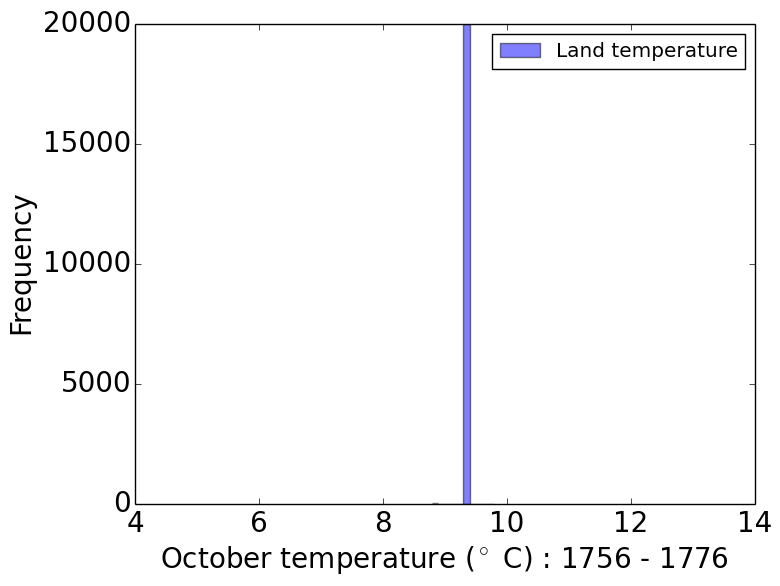 20000
15000
10000
5000
0
Frequency
Land temperature
4 6 8 10 12 14
October temperature (° C) : 1756 - 1776